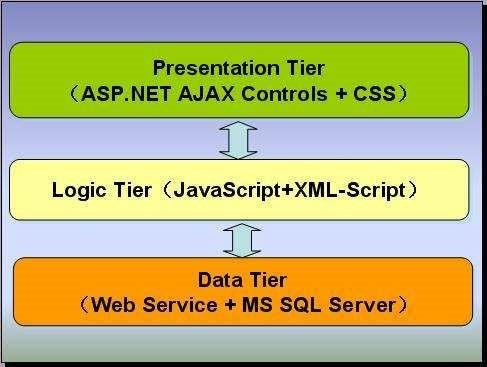 Presentation Tier
（ASP.NET AJAX Controls + CSS）
Logic Tier（JavaScript+XML-Script）
Data Tier
（Web Service + MS SQL Server）